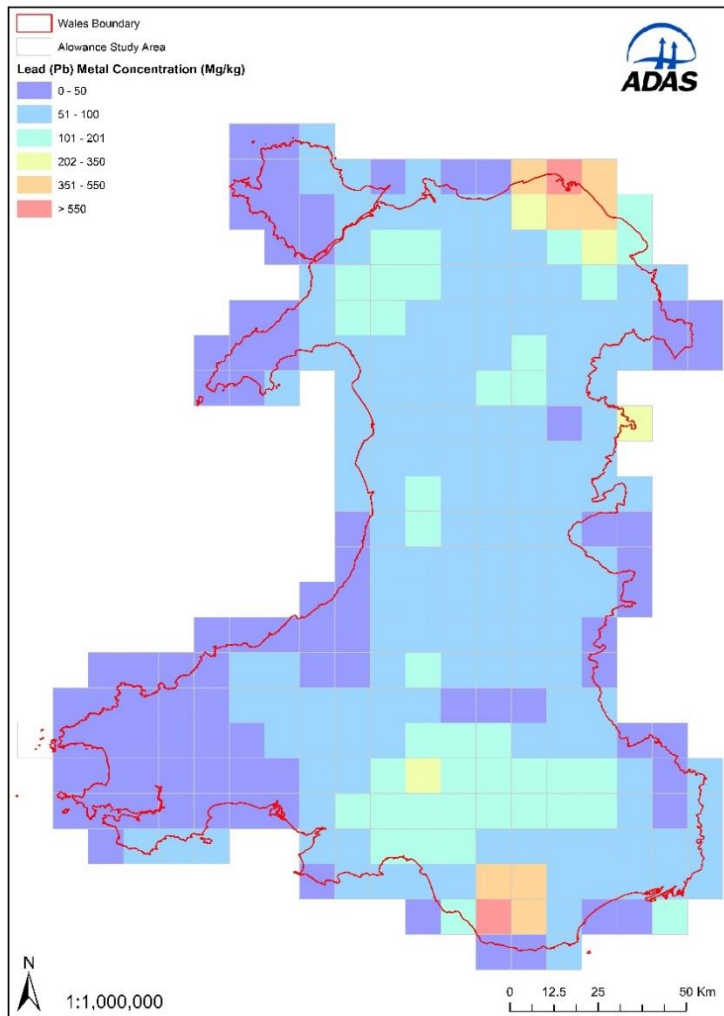 Wales Boundary
Alowance Study Area
Lead (Pb) Metal Concentration (Mg/kg)
0 - 50
51 - 100
101 - 201
202 - 350
351 - 550
> 550
ADAS
N
1:1,000,000
0 12.5 25 50 Km